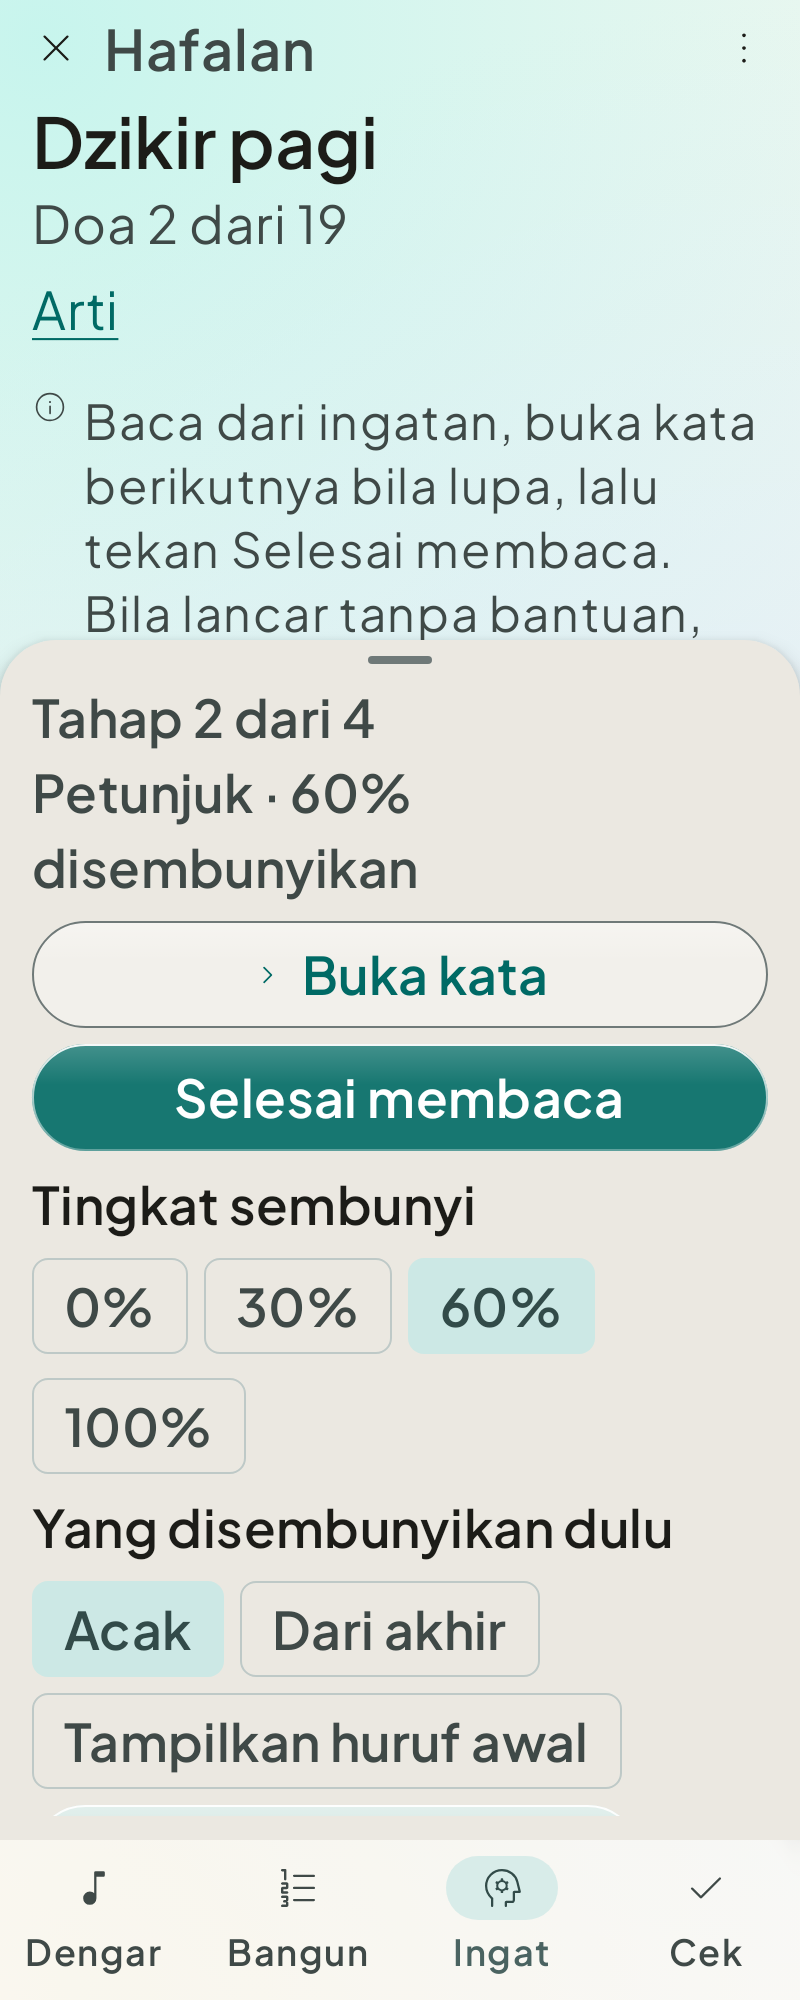 Hafalan
Dzikir pagi
Doa 2 dari 19
Arti
Baca dari ingatan, buka kata
berikutnya bila lupa, lalu
tekan Selesai membaca.
Bila lancar tanpa bantuan,
Tahap 2 dari 4
Petunjuk · 60%
disembunyikan
Buka kata
Selesai membaca
Tingkat sembunyi
0% 30% 60%
100%
Yang disembunyikan dulu
Acak Dari akhir
Tampilkan huruf awal
Dengar Bangun Ingat Cek